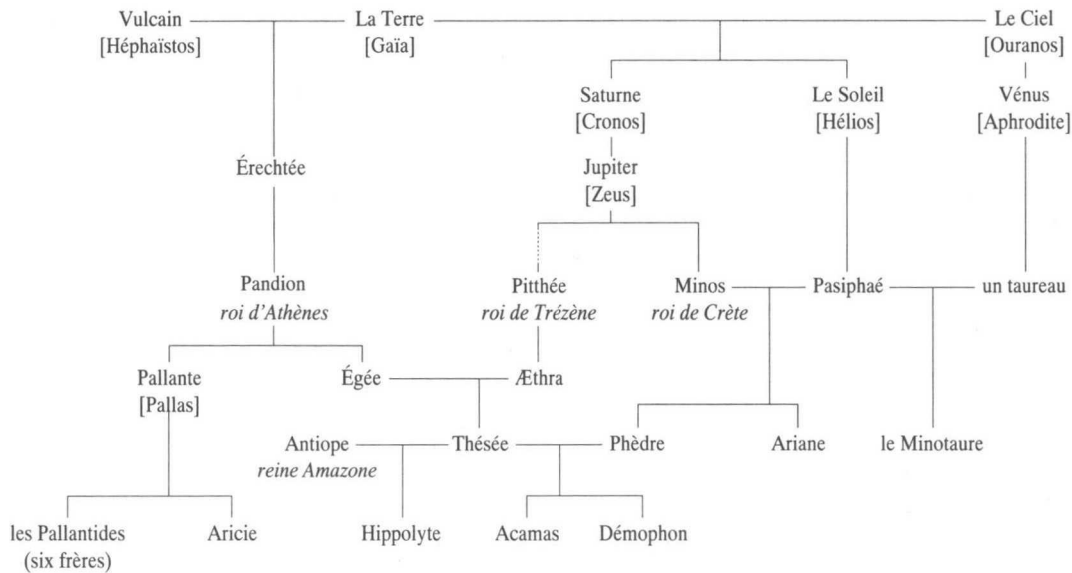 Vulcain La Terre Le Ciel
[Héphaïstos] [Gaïa] [Ouranos]
Saturne Le Soleil Vénus
[Cronos] [Hélios] [Aphrodite]
Érechtée Jupiter
[Zeus]
Pandion Pitthée Minos Pasiphaé un taureau
roi d'Athènes roi de Trézène roi de Crète
Pallante Égée Æthra
[Pallas]
Antiope Thésée Phèdre Ariane le Minotaure
reine Amazone
les Pallantides Aricie Hippolyte Acamas Démophon
(six frères)